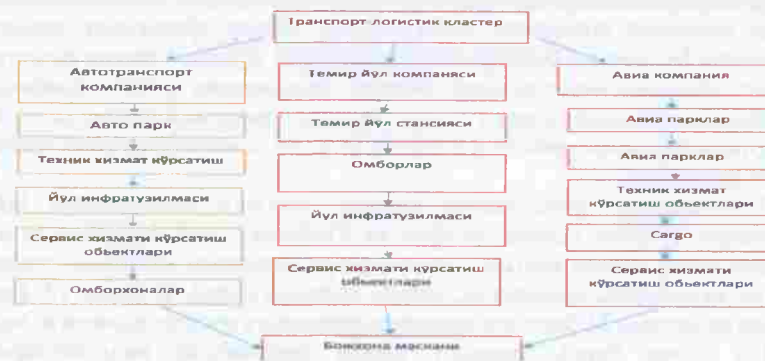 Транспорт логистик кластер
Автотранспорт
компанияси
Авто парк
Техник хизмат кўрсатиш
Йўл инфратузилмаси
Сервис хизмати кўрсатиш
объектлари
Омборхоналар
Темир йўл компаняси
Темир йўл стансияси
Омборлар
Йўл инфратузилмаси
Сервис хизмати кўрсатиш
объектлари
Авиа компания
Авиа парклар
Авиа парклар
Техник хизмат
кўрсатиш объектлари
Cargo
Сервис хизмати
кўрсатиш объектлари
Божхона маскани